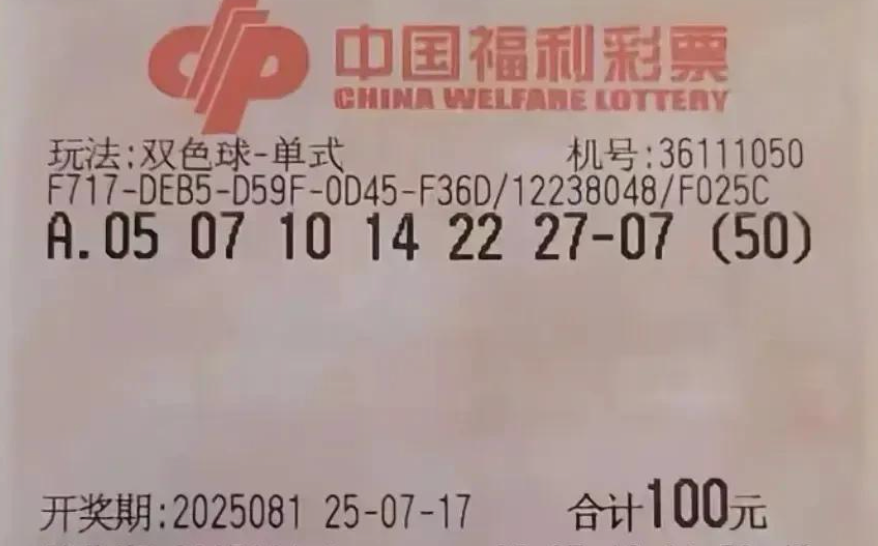 中国福利彩票
CHINA WELFARE LOTTERY
玩法:双色球-单式 机号:36111050
F717-DEB5-D59F-0D45-F36D/12238048/F025C
A.05 07 10 14 22 27-07 (50)
开奖期:2025081 25-07-17 合计100元